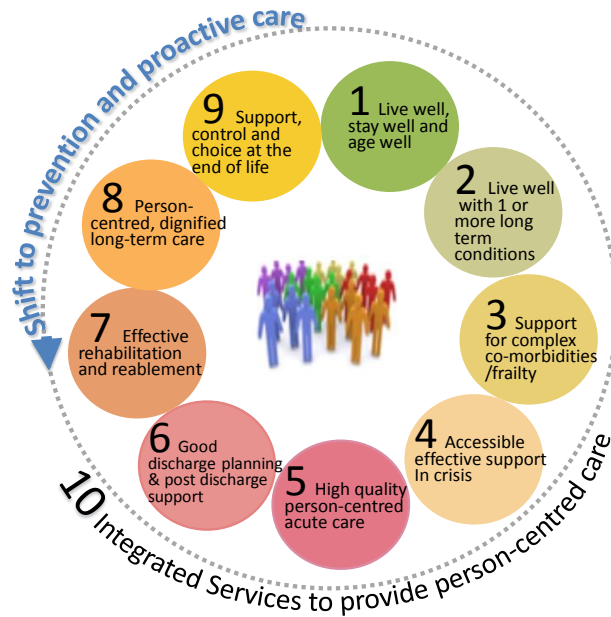 Shift to prevention and proactive care
1 Live well,
stay well and
age well
2 Live well
with 1 or
more long
term
conditions
3 Support
for complex
co-morbidities
/frailty
4 Accessible
effective support
In crisis
5 High quality
person-centred
acute care
6 Good
discharge planning
& post discharge
support
7 Effective
rehabilitation
and reablement
8 Person-
centred, dignified
long-term care
9 Support,
control and
choice at the
end of life
10 Integrated Services to provide person-centred care